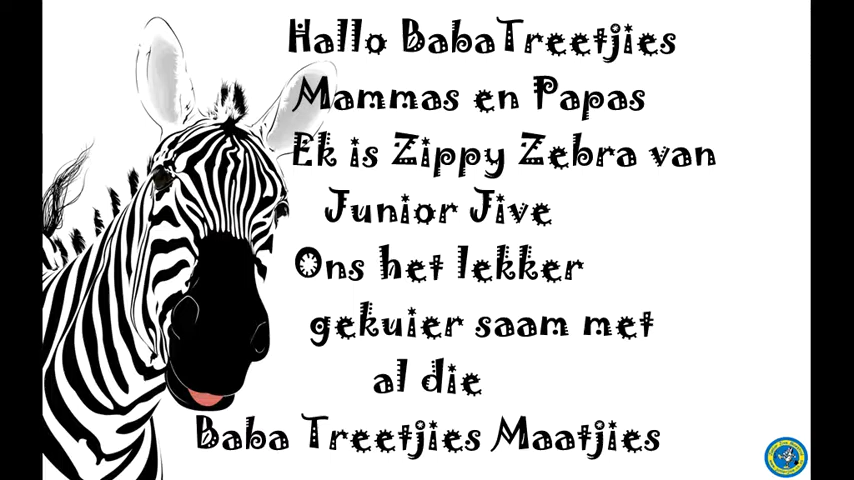 Hallo BabaTreetjies
Mammas en Papas
Ek is Zippy Zebra van
Junior Jive
Ons het lekker
gekuier saam met
al die
Baba Treetjies Maatjies